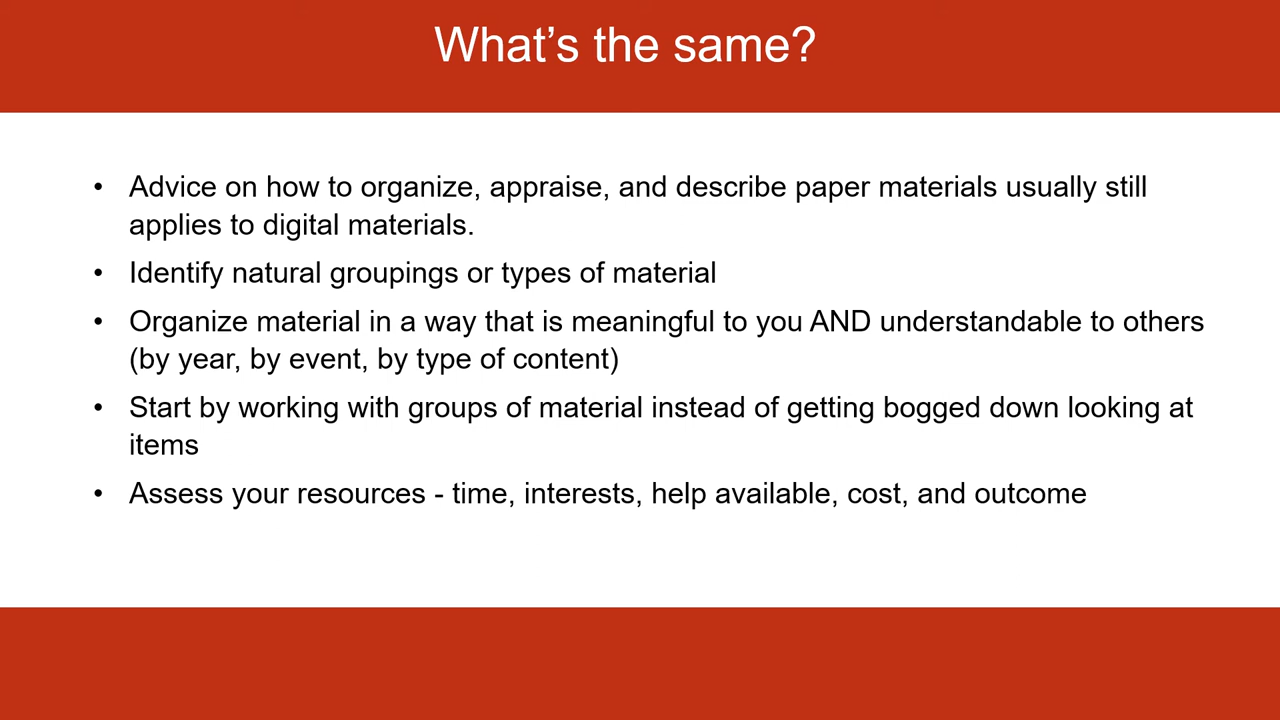 What’s the same?
• Advice on how to organize, appraise, and describe paper materials usually still
applies to digital materials.
• Identify natural groupings or types of material
• Organize material in a way that is meaningful to you AND understandable to others
(by year, by event, by type of content)
• Start by working with groups of material instead of getting bogged down looking at
items
• Assess your resources - time, interests, help available, cost, and outcome